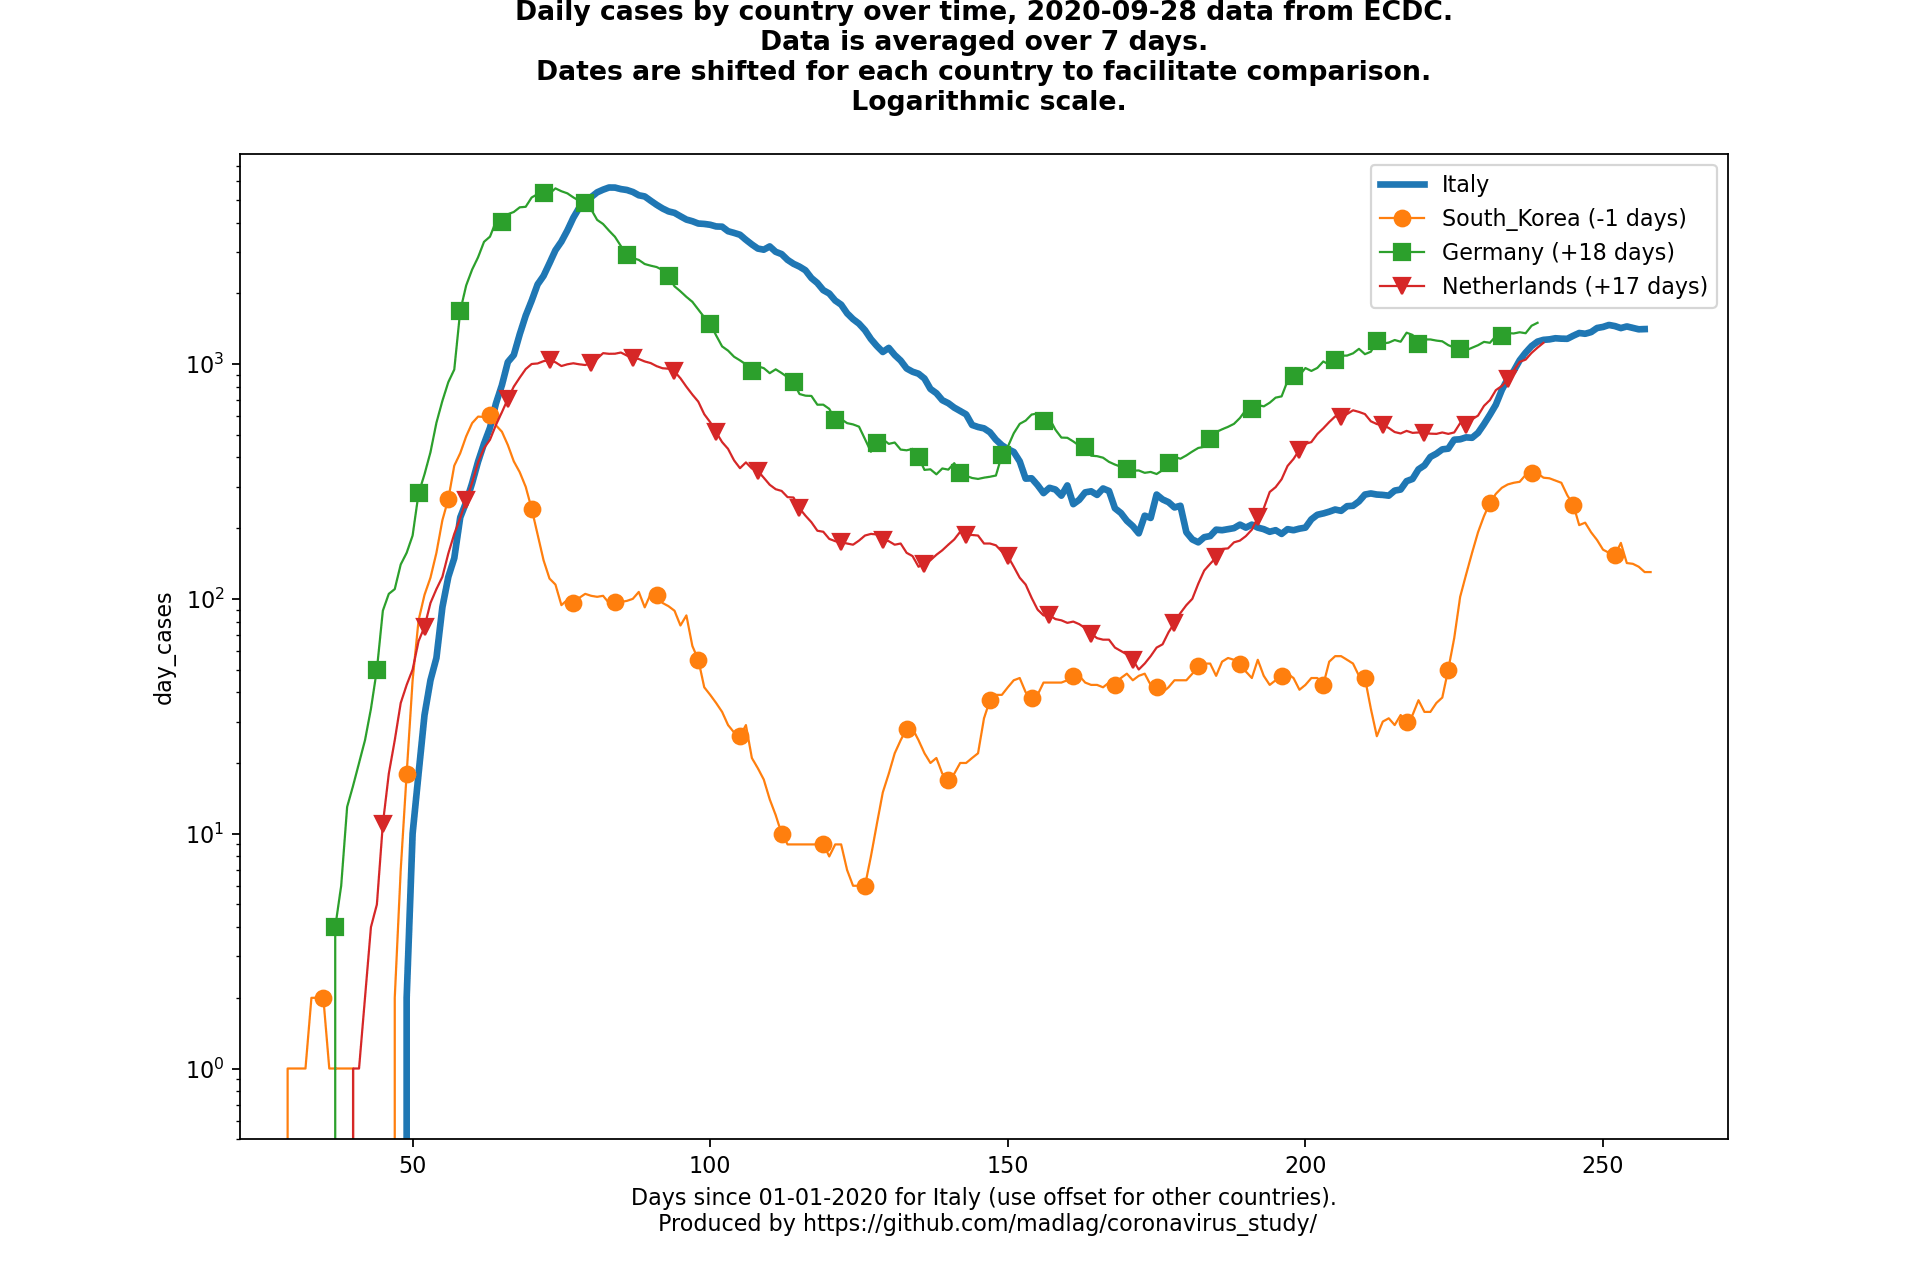 Daily cases by country over time, 2020-09-28 data from ECDC.
Data is averaged over 7 days.
Dates are shifted for each country to facilitate comparison.
Logarithmic scale.
Italy
South_Korea (-1 days)
Germany (+18 days)
Netherlands (+17 days)
day_cases
10³
10²
10¹
10⁰
50 100 150 200 250
Days since 01-01-2020 for Italy (use offset for other countries).
Produced by https://github.com/madlag/coronavirus_study/